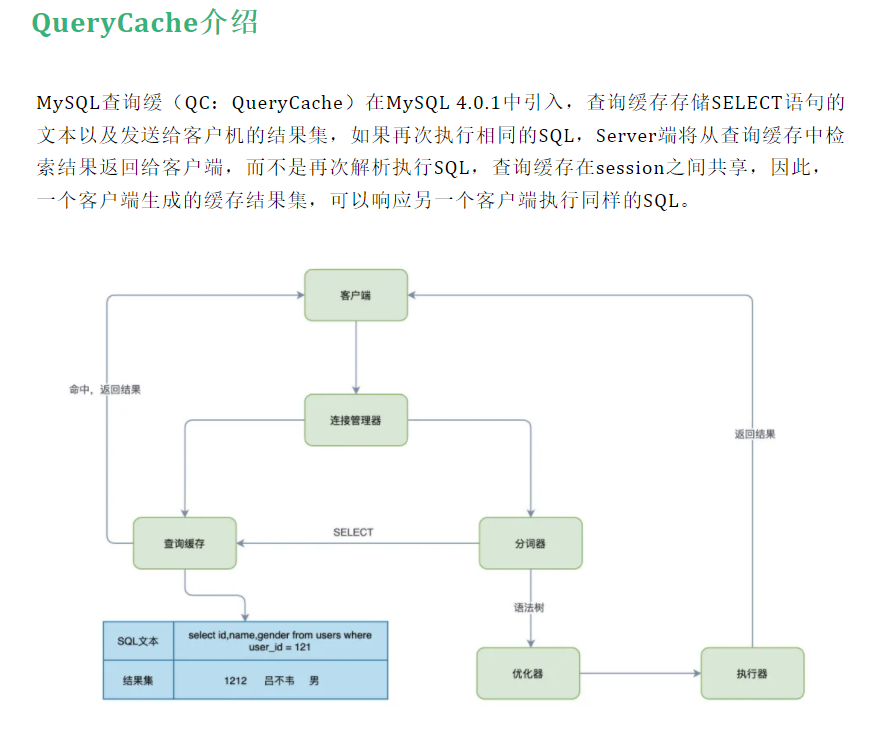 QueryCache介绍
MySQL查询缓（QC：QueryCache）在MySQL 4.0.1中引入，查询缓存存储SELECT语句的
文本以及发送给客户机的结果集，如果再次执行相同的SQL，Server端将从查询缓存中检
索结果返回给客户端，而不是再次解析执行SQL，查询缓存在session之间共享，因此，
一个客户端生成的缓存结果集，可以响应另一个客户端执行同样的SQL。
客户端
命中，返回结果
连接管理器
返回结果
查询缓存
SELECT
分词器
语法树
SQL文本
select id,name,gender from users where
user_id = 121
结果集
1212 吕不韦 男
优化器
执行器